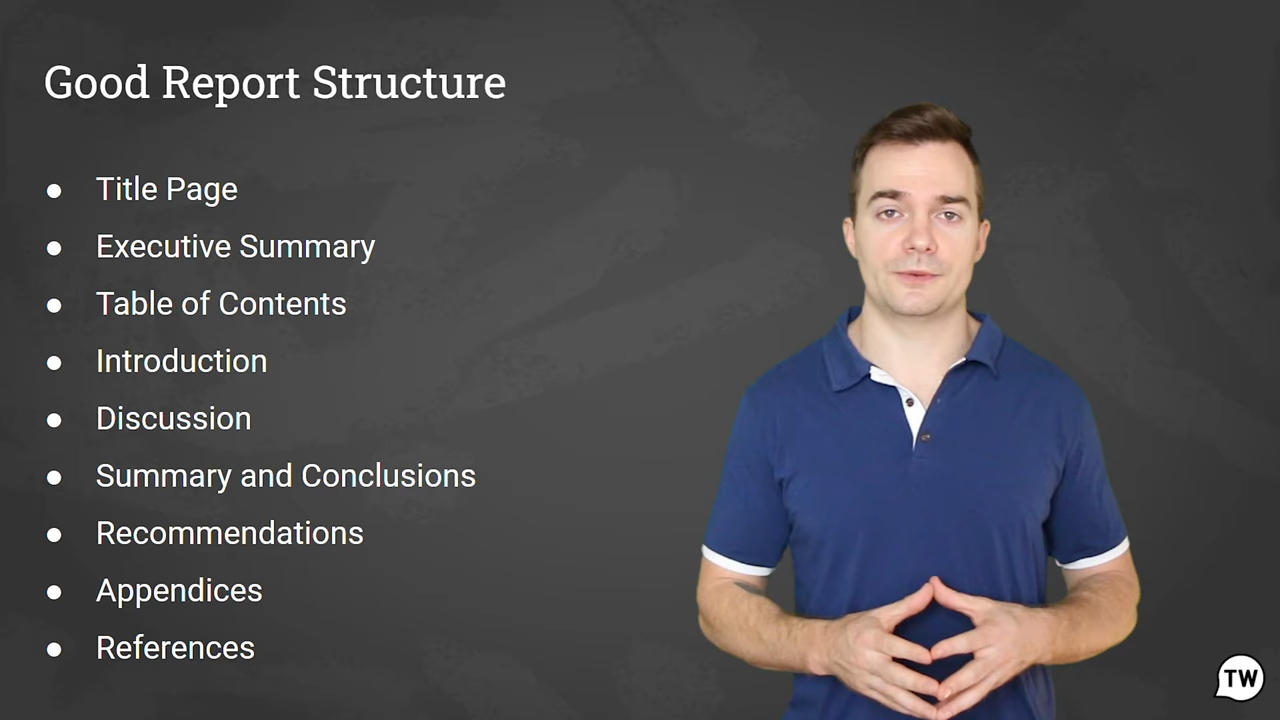 Good Report Structure
● Title Page
● Executive Summary
● Table of Contents
● Introduction
● Discussion
● Summary and Conclusions
● Recommendations
● Appendices
● References
TW